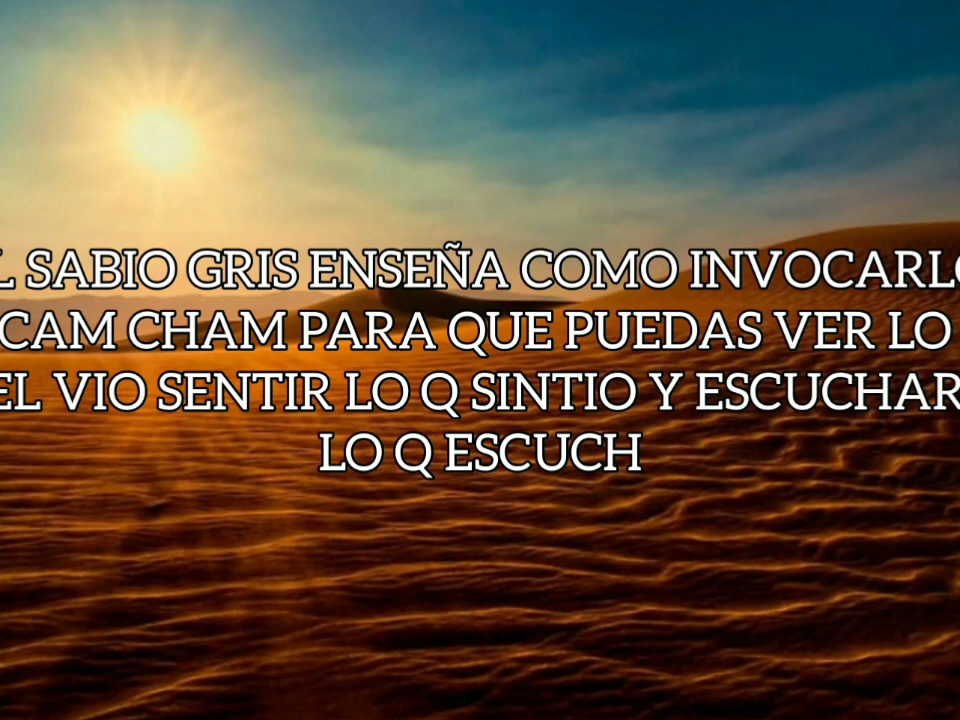 L SABIO GRIS ENSEÑA COMO INVOCARLO
CAM CHAM PARA QUE PUEDAS VER LO
EL VIO SENTIR LO Q SINTIO Y ESCUCHAR
LO Q ESCUCH